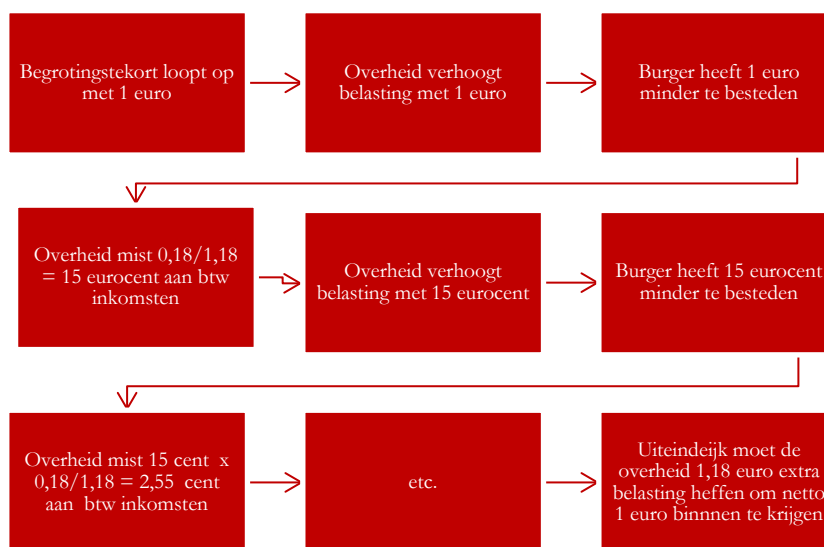 Begrotingstekort loopt op
met 1 euro
Overheid verhoogt
belasting met 1 euro
Burger heeft 1 euro
minder te besteden
Overheid mist 0,18/1,18
= 15 eurocent aan btw
inkomsten
Overheid verhoogt
belasting met 15 eurocent
Burger heeft 15 eurocent
minder te besteden
Overheid mist 15 cent x
0,18/1,18 = 2,55 cent
aan btw inkomsten
etc.
Uiteindeijk moet de
overheid 1,18 euro extra
belasting heffen om netto
1 euro binnnen te krijgen